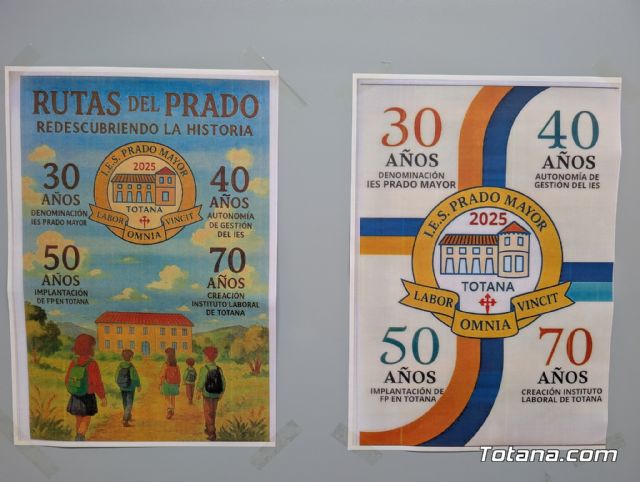 RUTAS DEL PRADO
REDESCUBRIENDO LA HISTORIA
I.E.S. PRADO MAYOR
2025
TOTANA
LABOR OMNIA VINCIT
30
AÑOS
DENOMINACIÓN
IES PRADO MAYOR
40
AÑOS
AUTONOMÍA
DE GESTIÓN
DEL IES
50
AÑOS
IMPLANTACIÓN
DE FP EN TOTANA
70
AÑOS
CREACIÓN
INSTITUTO LABORAL
DE TOTANA
30
AÑOS
DENOMINACIÓN
IES PRADO MAYOR
40
AÑOS
AUTONOMÍA DE
GESTIÓN DEL IES
I.E.S. PRADO MAYOR
2025
TOTANA
LABOR OMNIA VINCIT
50
AÑOS
IMPLANTACIÓN DE
FP EN TOTANA
70
AÑOS
CREACIÓN INSTITUTO
LABORAL DE TOTANA
Totana.com